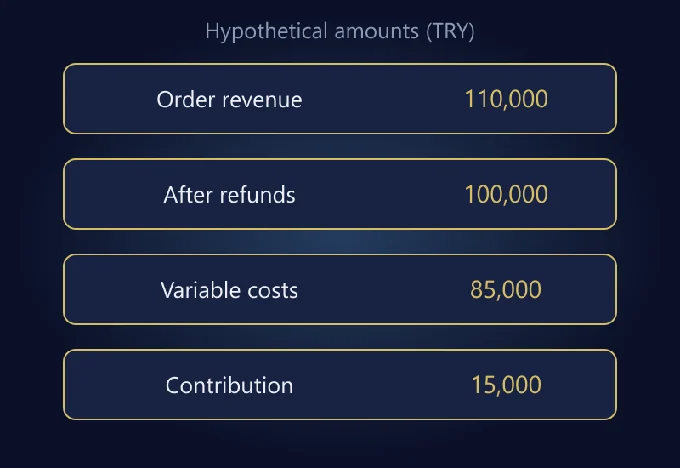 Hypothetical amounts (TRY)
Order revenue 110,000
After refunds 100,000
Variable costs 85,000
Contribution 15,000